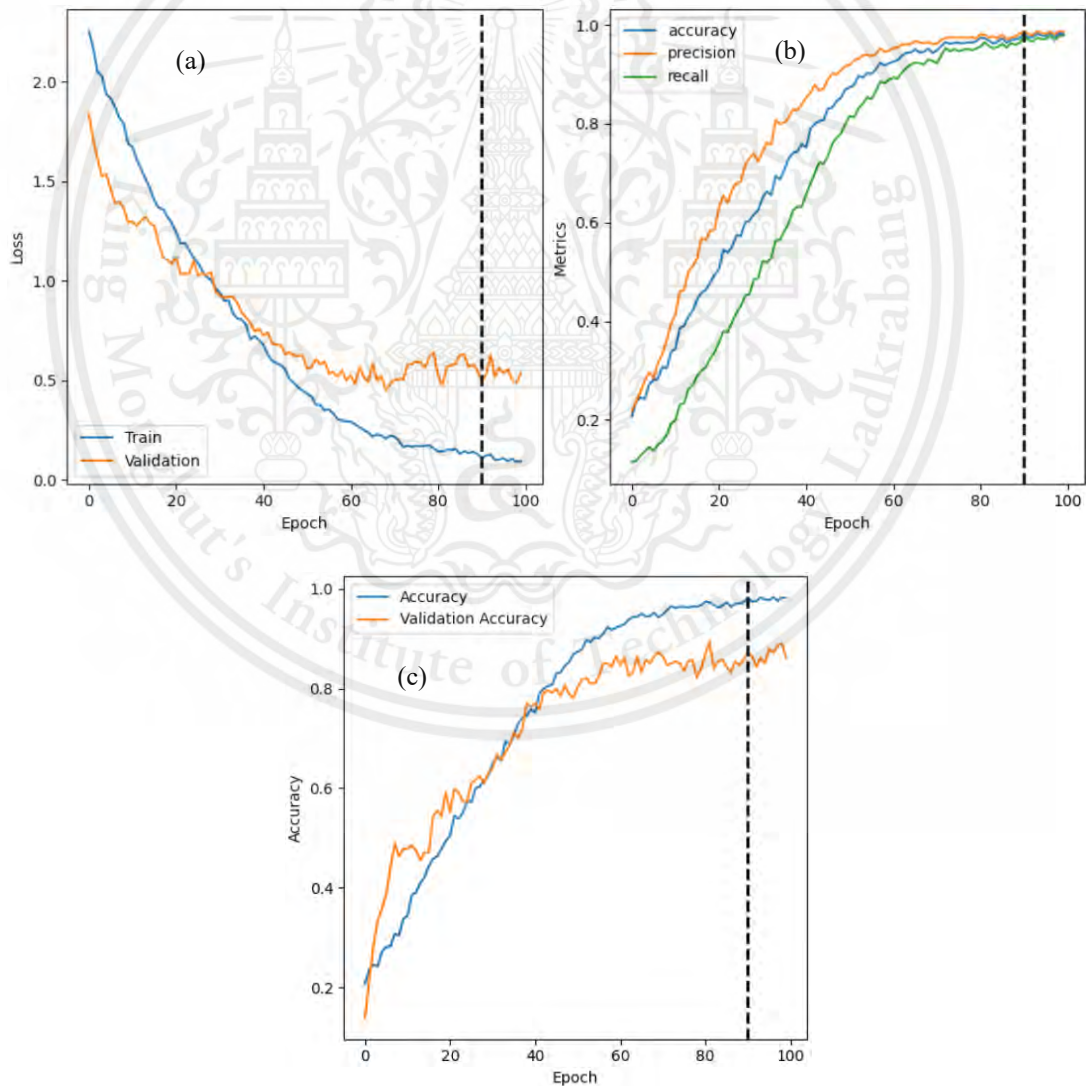 (a)
2.0
1.5
1.0
0.5
0.0
Loss
Train
Validation
0 20 40 60 80 100
Epoch
(b)
accuracy
precision
recall
1.0
0.8
0.6
0.4
0.2
Metrics
0 20 40 60 80 100
Epoch
(c)
Accuracy
Validation Accuracy
1.0
0.8
0.6
0.4
0.2
Accuracy
0 20 40 60 80 100
Epoch
King Mongkut's Institute of Technology Ladkrabang